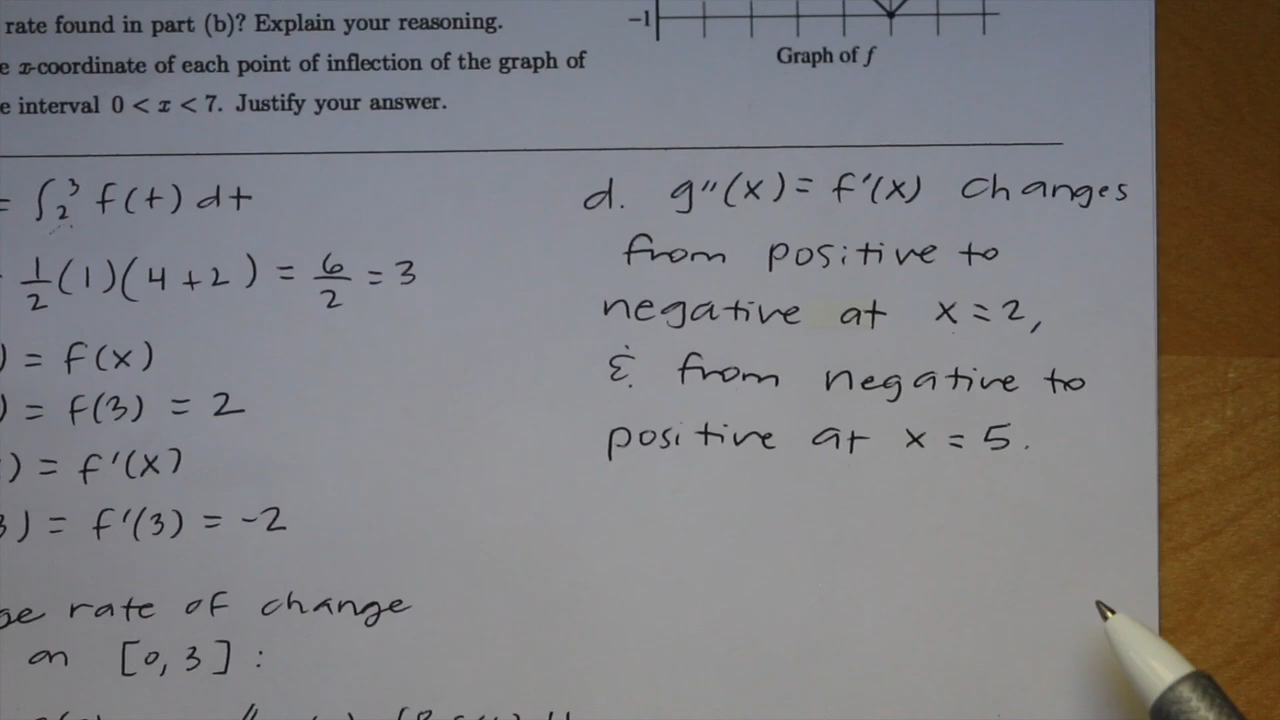 rate found in part (b)? Explain your reasoning.
e x-coordinate of each point of inflection of the graph of
e interval 0 < x < 7. Justify your answer.
-1
Graph of f
= ∫₂³ f(t) dt
1/2 (1)(4+2) = 6/2 = 3
) = f(x)
) = f(3) = 2
) = f'(x)
3) = f'(3) = -2
ge rate of change
on [0, 3] :
d. g''(x) = f'(x) changes
from positive to
negative at x = 2,
& from negative to
positive at x = 5.